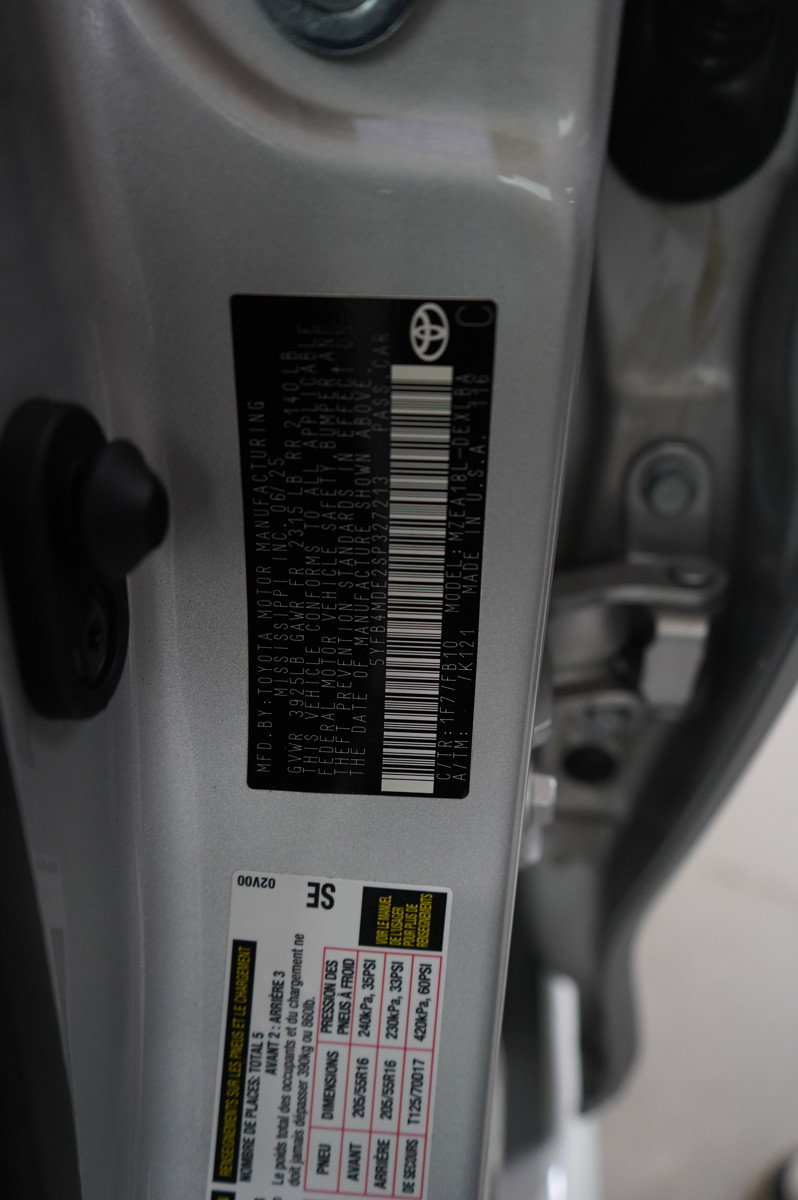 MFD.BY:TOYOTA MOTOR MANUFACTURING
MISSISSIPPI INC. 06/25
GVWR 3925LB GAWR FR 2315 LB RR 2140 LB
THIS VEHICLE CONFORMS TO ALL APPLICABLE
FEDERAL MOTOR VEHICLE SAFETY, BUMPER, AND
THEFT PREVENTION STANDARDS IN EFFECT ON
THE DATE OF MANUFACTURE SHOWN ABOVE.
5YFB4MDE2SP327213 PASS. CAR
C/TR: 1F7/FB10 MODEL: MZEA18L-DEXLBA
A/TM: /K121 MADE IN U.S.A. 116
C
02V00
SE
RENSEIGNEMENTS SUR LES PNEUS ET LE CHARGEMENT
NOMBRE DE PLACES: TOTAL 5
AVANT 2 : ARRIÈRE 3
Le poids total des occupants et du chargement ne
doit jamais dépasser 390kg ou 860lb.
PNEU DIMENSIONS PRESSION DES PNEUS À FROID
AVANT 205/55R16 240kPa, 35PSI
ARRIÈRE 205/55R16 230kPa, 33PSI
DE SECOURS T125/70D17 420kPa, 60PSI
VOIR LE MANUEL
DE L'USAGER
POUR PLUS DE
RENSEIGNEMENTS